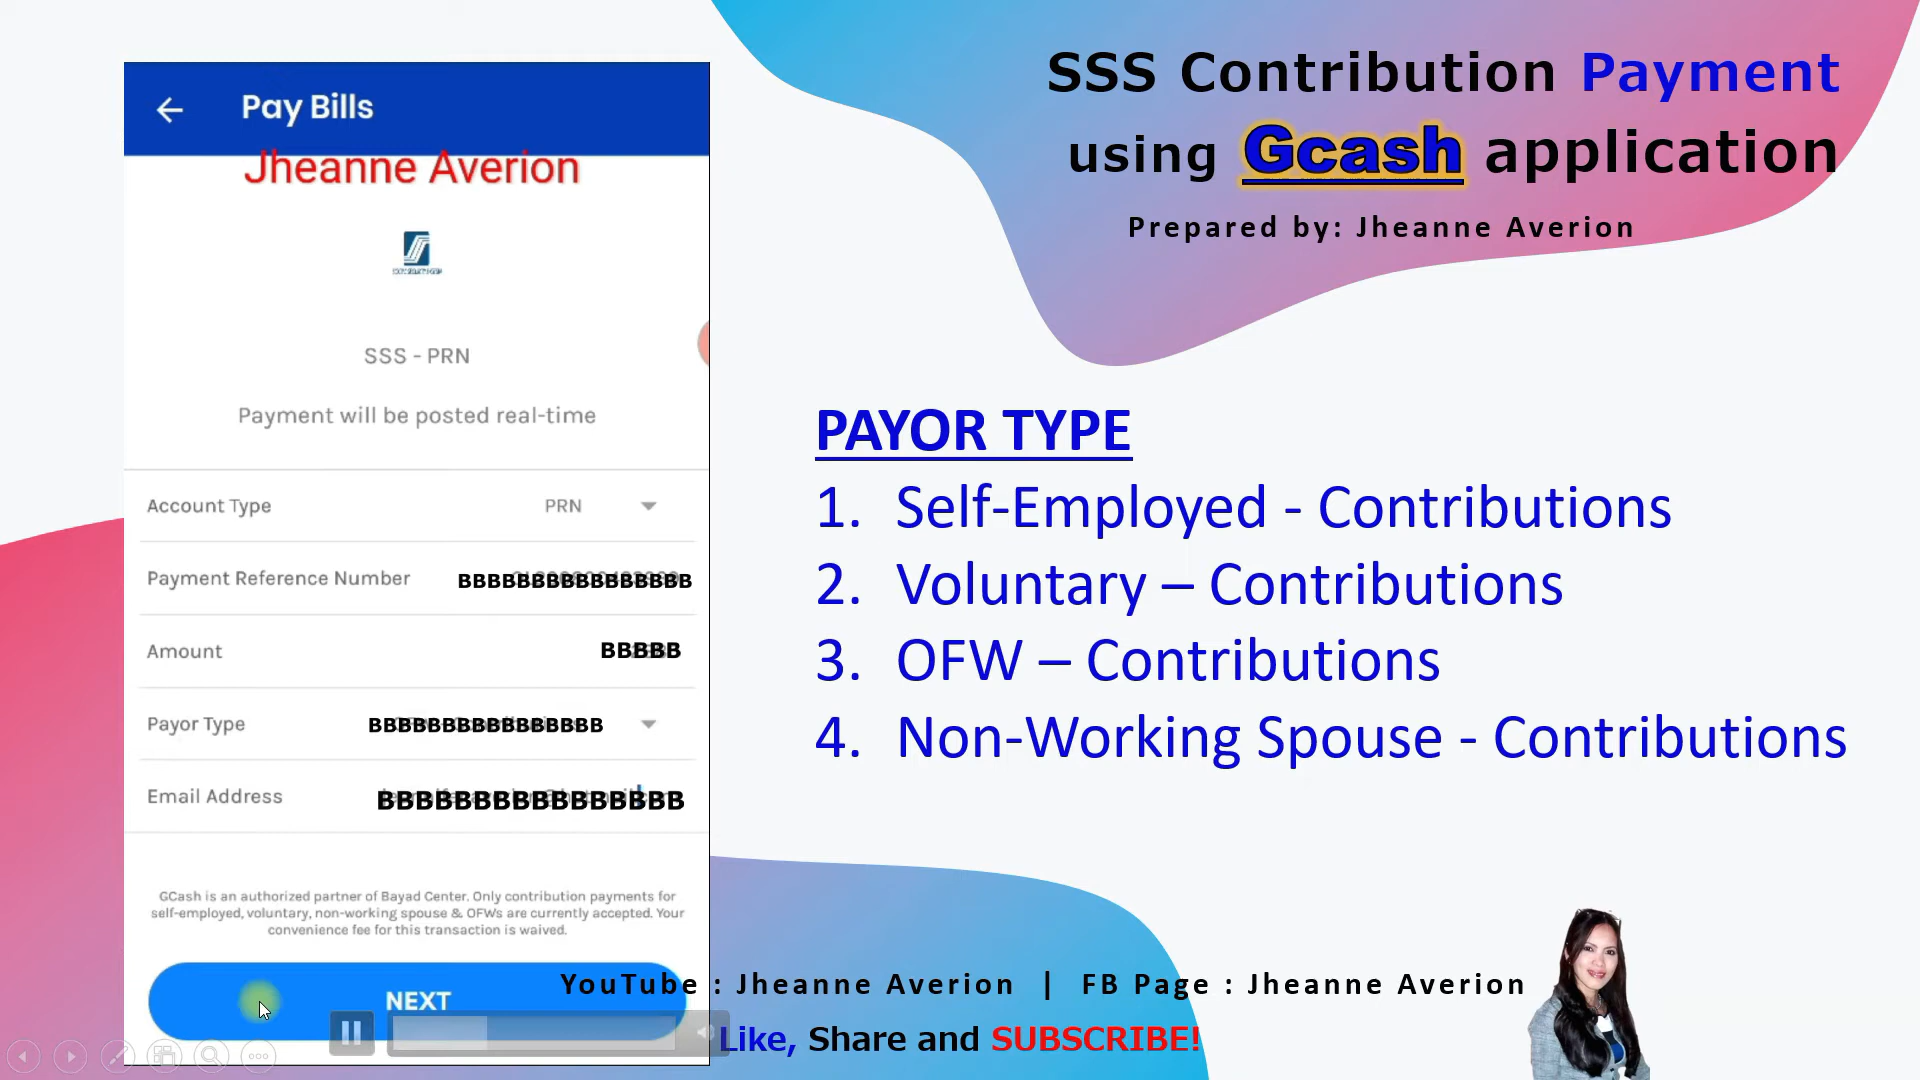 Pay Bills
Jheanne Averion
SSS - PRN
Payment will be posted real-time
Account Type PRN
Payment Reference Number BBBBBBBBBBBBBBBB
Amount BBBBB
Payor Type BBBBBBBBBBBBBBBB
Email Address BBBBBBBBBBBBBBBB
GCash is an authorized partner of Bayad Center. Only contribution payments for
self-employed, voluntary, non-working spouse & OFWs are currently accepted. Your
convenience fee for this transaction is waived.
NEXT
SSS Contribution Payment
using Gcash application
Prepared by: Jheanne Averion
PAYOR TYPE
1. Self-Employed - Contributions
2. Voluntary – Contributions
3. OFW – Contributions
4. Non-Working Spouse - Contributions
YouTube : Jheanne Averion | FB Page : Jheanne Averion
Like, Share and SUBSCRIBE!